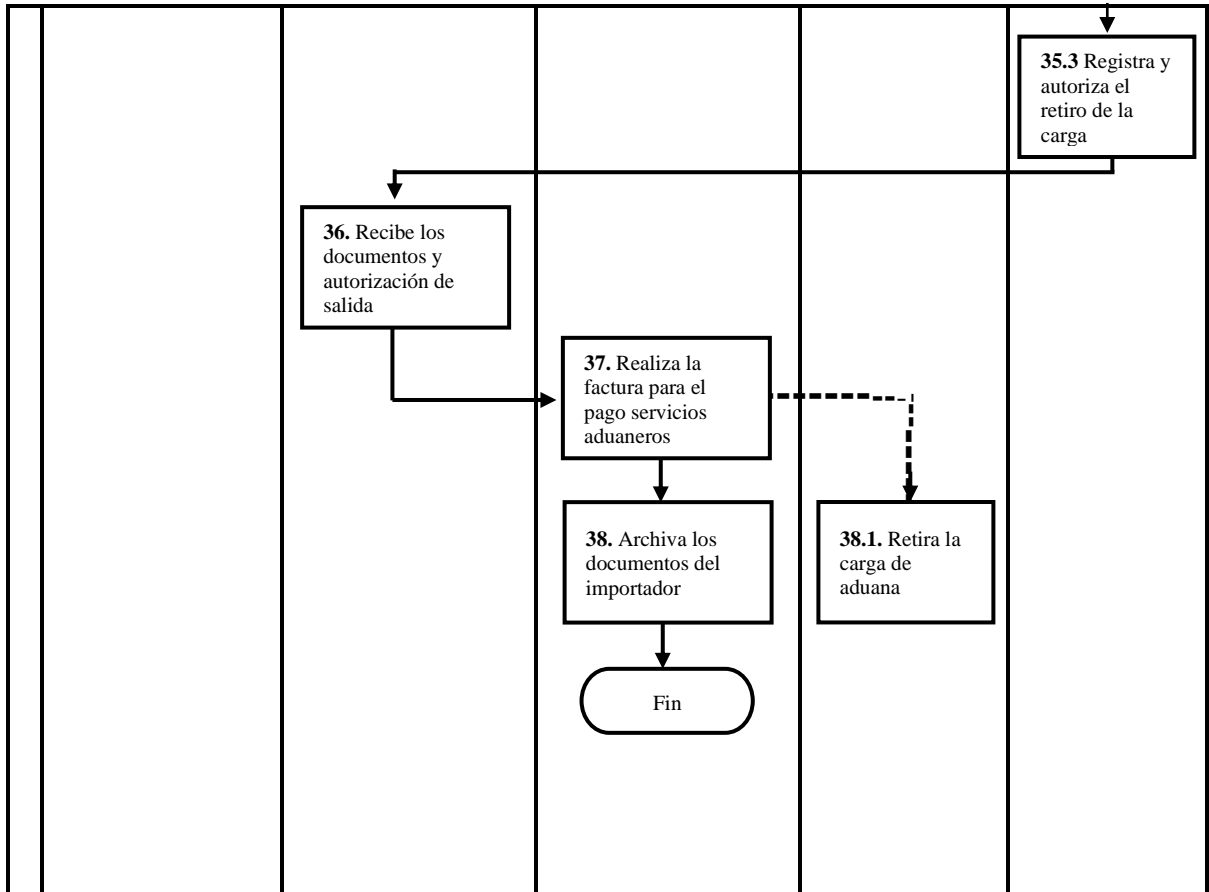 35.3 Registra y
autoriza el
retiro de la
carga
36. Recibe los
documentos y
autorización de
salida
37. Realiza la
factura para el
pago servicios
aduaneros
38. Archiva los
documentos del
importador
38.1. Retira la
carga de
aduana
Fin